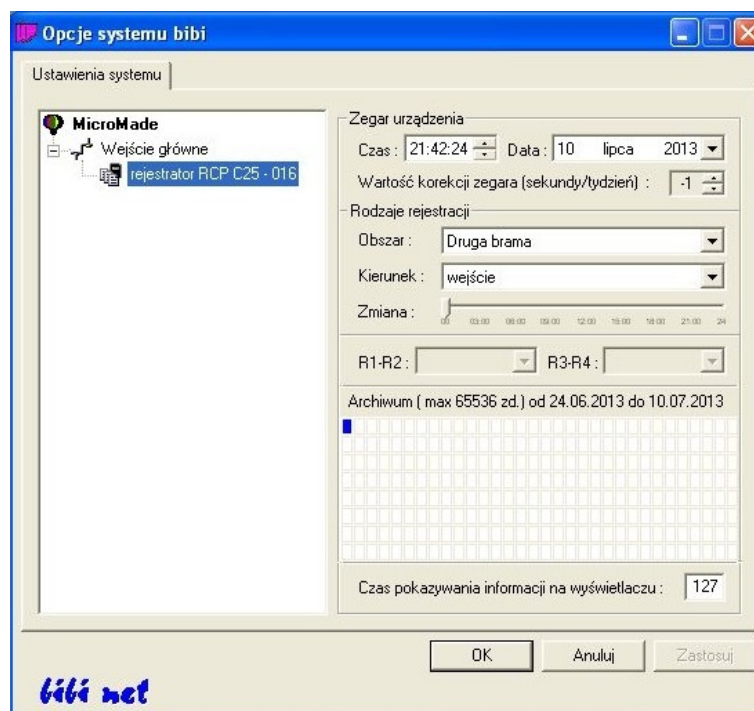 Opcje systemu bibi
Ustawienia systemu
MicroMade
Wejście główne
rejestrator RCP C25 - 016
Zegar urządzenia
Czas : 21:42:24 Data : 10 lipca 2013
Wartość korekcji zegara (sekundy/tydzień) : -1
Rodzaje rejestracji
Obszar : Druga brama
Kierunek : wejście
Zmiana :
00 03:00 06:00 09:00 12:00 15:00 18:00 21:00 24
R1-R2 : R3-R4 :
Archiwum ( max 65536 zd.) od 24.06.2013 do 10.07.2013
Czas pokazywania informacji na wyświetlaczu : 127
OK Anuluj Zastosuj
bibi net